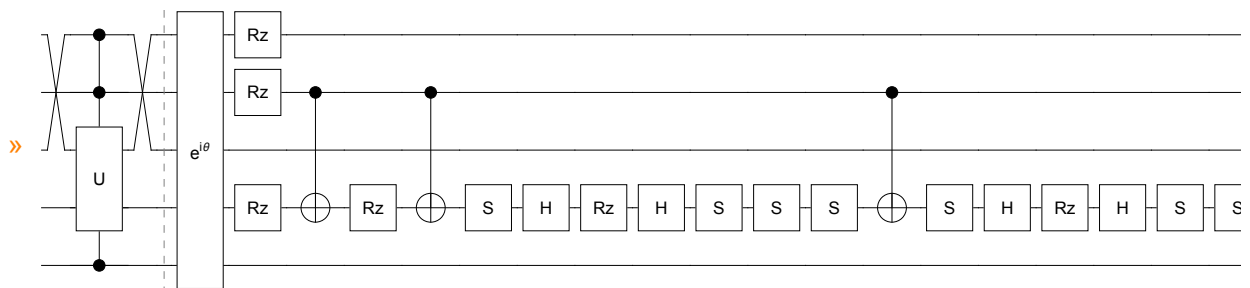 Rz
Rz
» U e^{iθ}
Rz Rz S H Rz H S S S S H Rz H S S